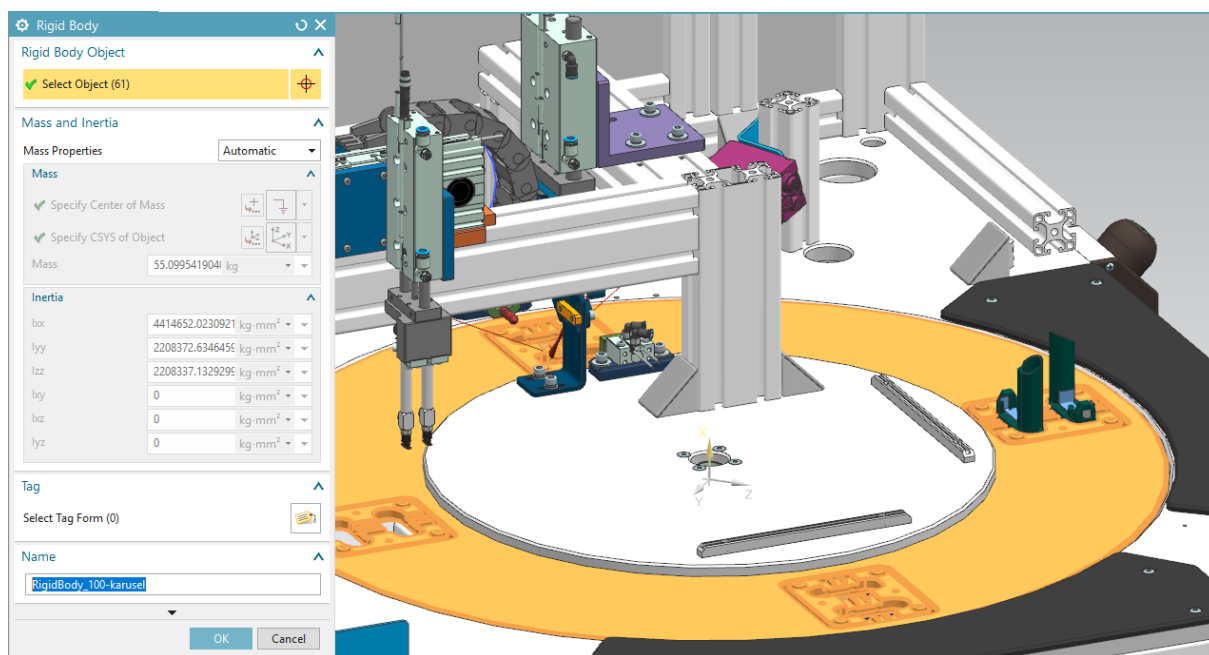 Rigid Body
Rigid Body Object
Select Object (61)
Mass and Inertia
Mass Properties Automatic
Mass
Specify Center of Mass
Specify CSYS of Object
Mass 55.0995419040 kg
Inertia
Ixx 4414652.0230921 kg·mm²
Iyy 2208372.6346459 kg·mm²
Izz 2208337.1329299 kg·mm²
Ixy 0 kg·mm²
Ixz 0 kg·mm²
Iyz 0 kg·mm²
Tag
Select Tag Form (0)
Name
RigidBody_100-karusel
OK Cancel
X
Y Z